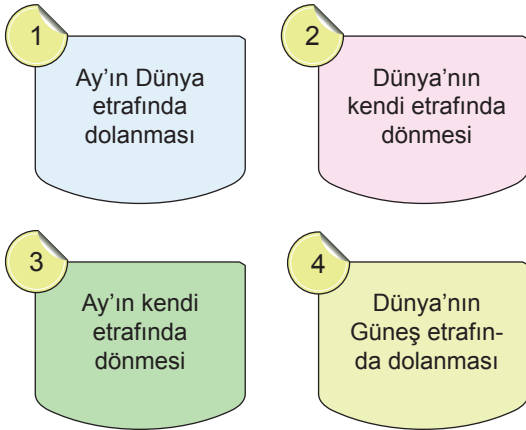 1
Ay’ın Dünya
etrafında
dolanması
2
Dünya’nın
kendi etrafında
dönmesi
3
Ay’ın kendi
etrafında
dönmesi
4
Dünya’nın
Güneş etrafın-
da dolanması